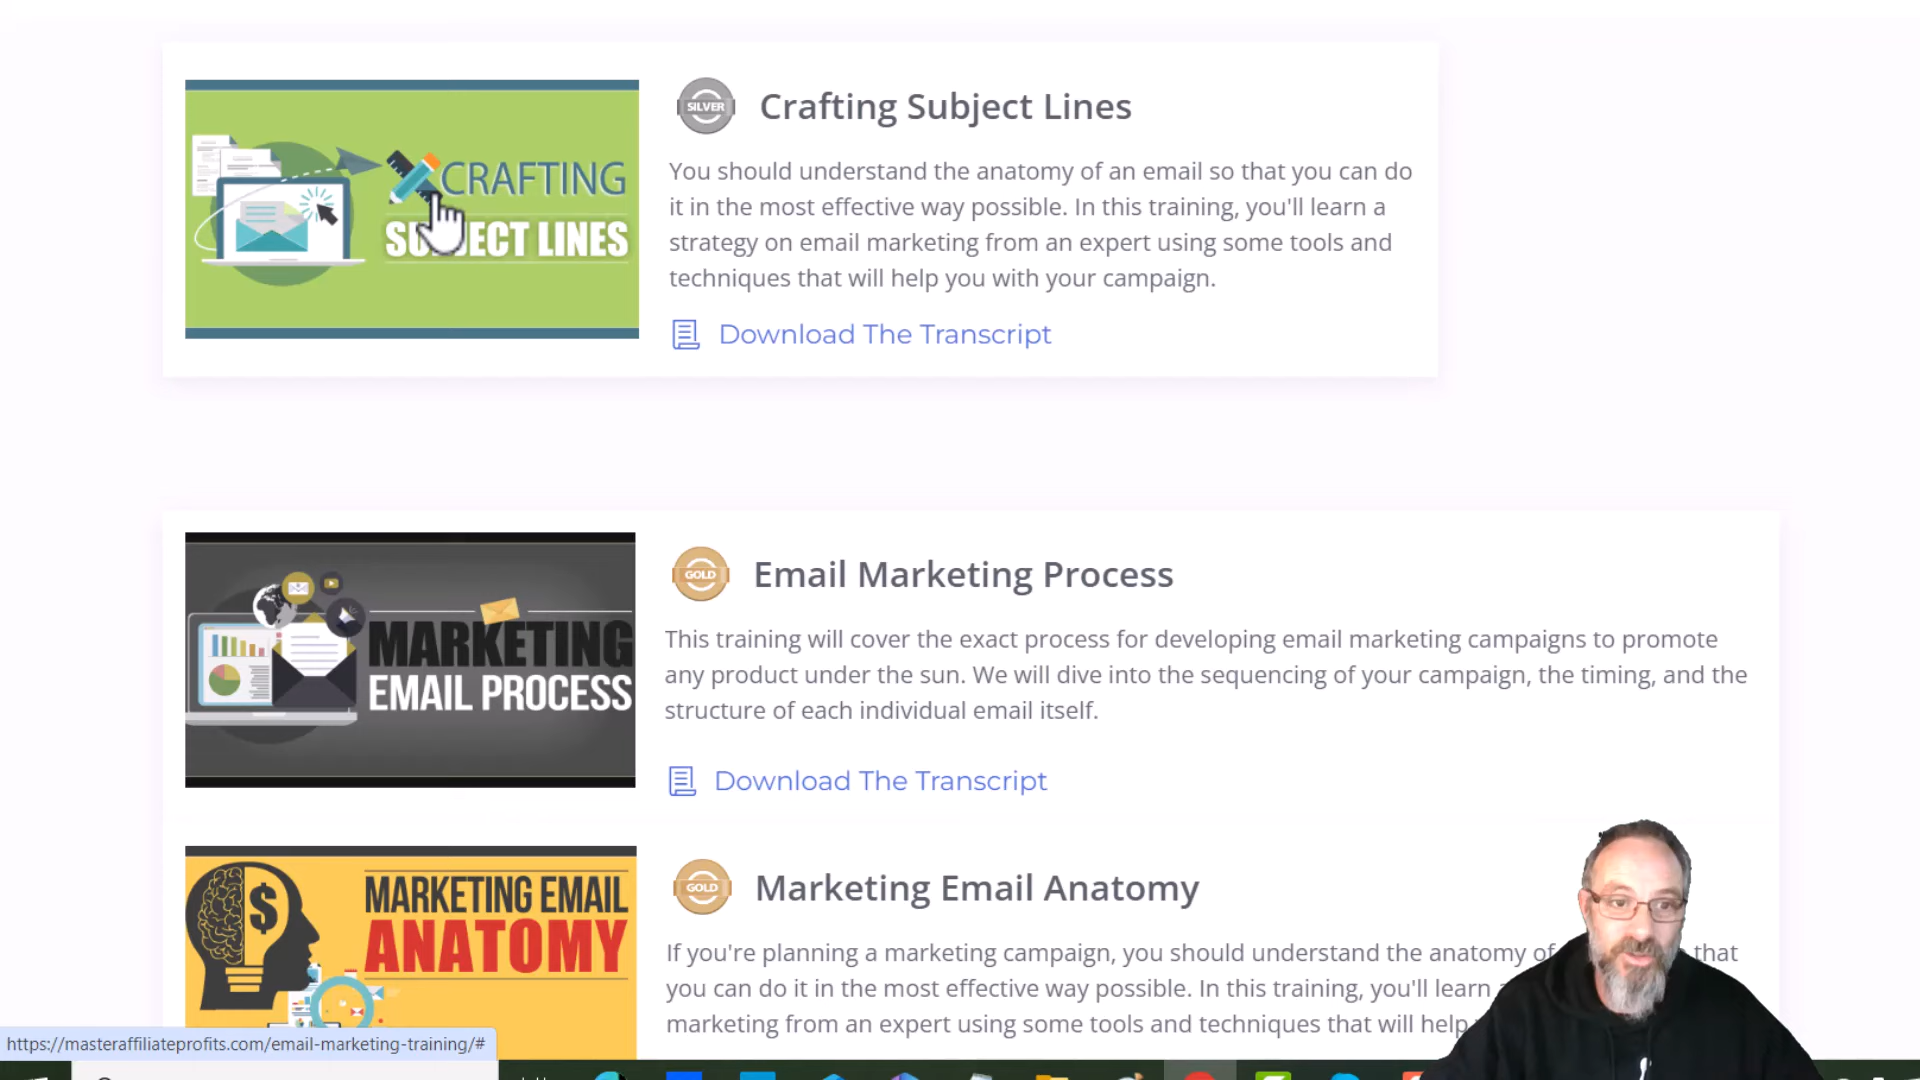 CRAFTING
SUBJECT LINES
SILVER
Crafting Subject Lines
You should understand the anatomy of an email so that you can do
it in the most effective way possible. In this training, you'll learn a
strategy on email marketing from an expert using some tools and
techniques that will help you with your campaign.
Download The Transcript
MARKETING
EMAIL PROCESS
GOLD
Email Marketing Process
This training will cover the exact process for developing email marketing campaigns to promote
any product under the sun. We will dive into the sequencing of your campaign, the timing, and the
structure of each individual email itself.
Download The Transcript
MARKETING EMAIL
ANATOMY
$
GOLD
Marketing Email Anatomy
If you're planning a marketing campaign, you should understand the anatomy of that
you can do it in the most effective way possible. In this training, you'll learn
marketing from an expert using some tools and techniques that will help
https://masteraffiliateprofits.com/email-marketing-training/#